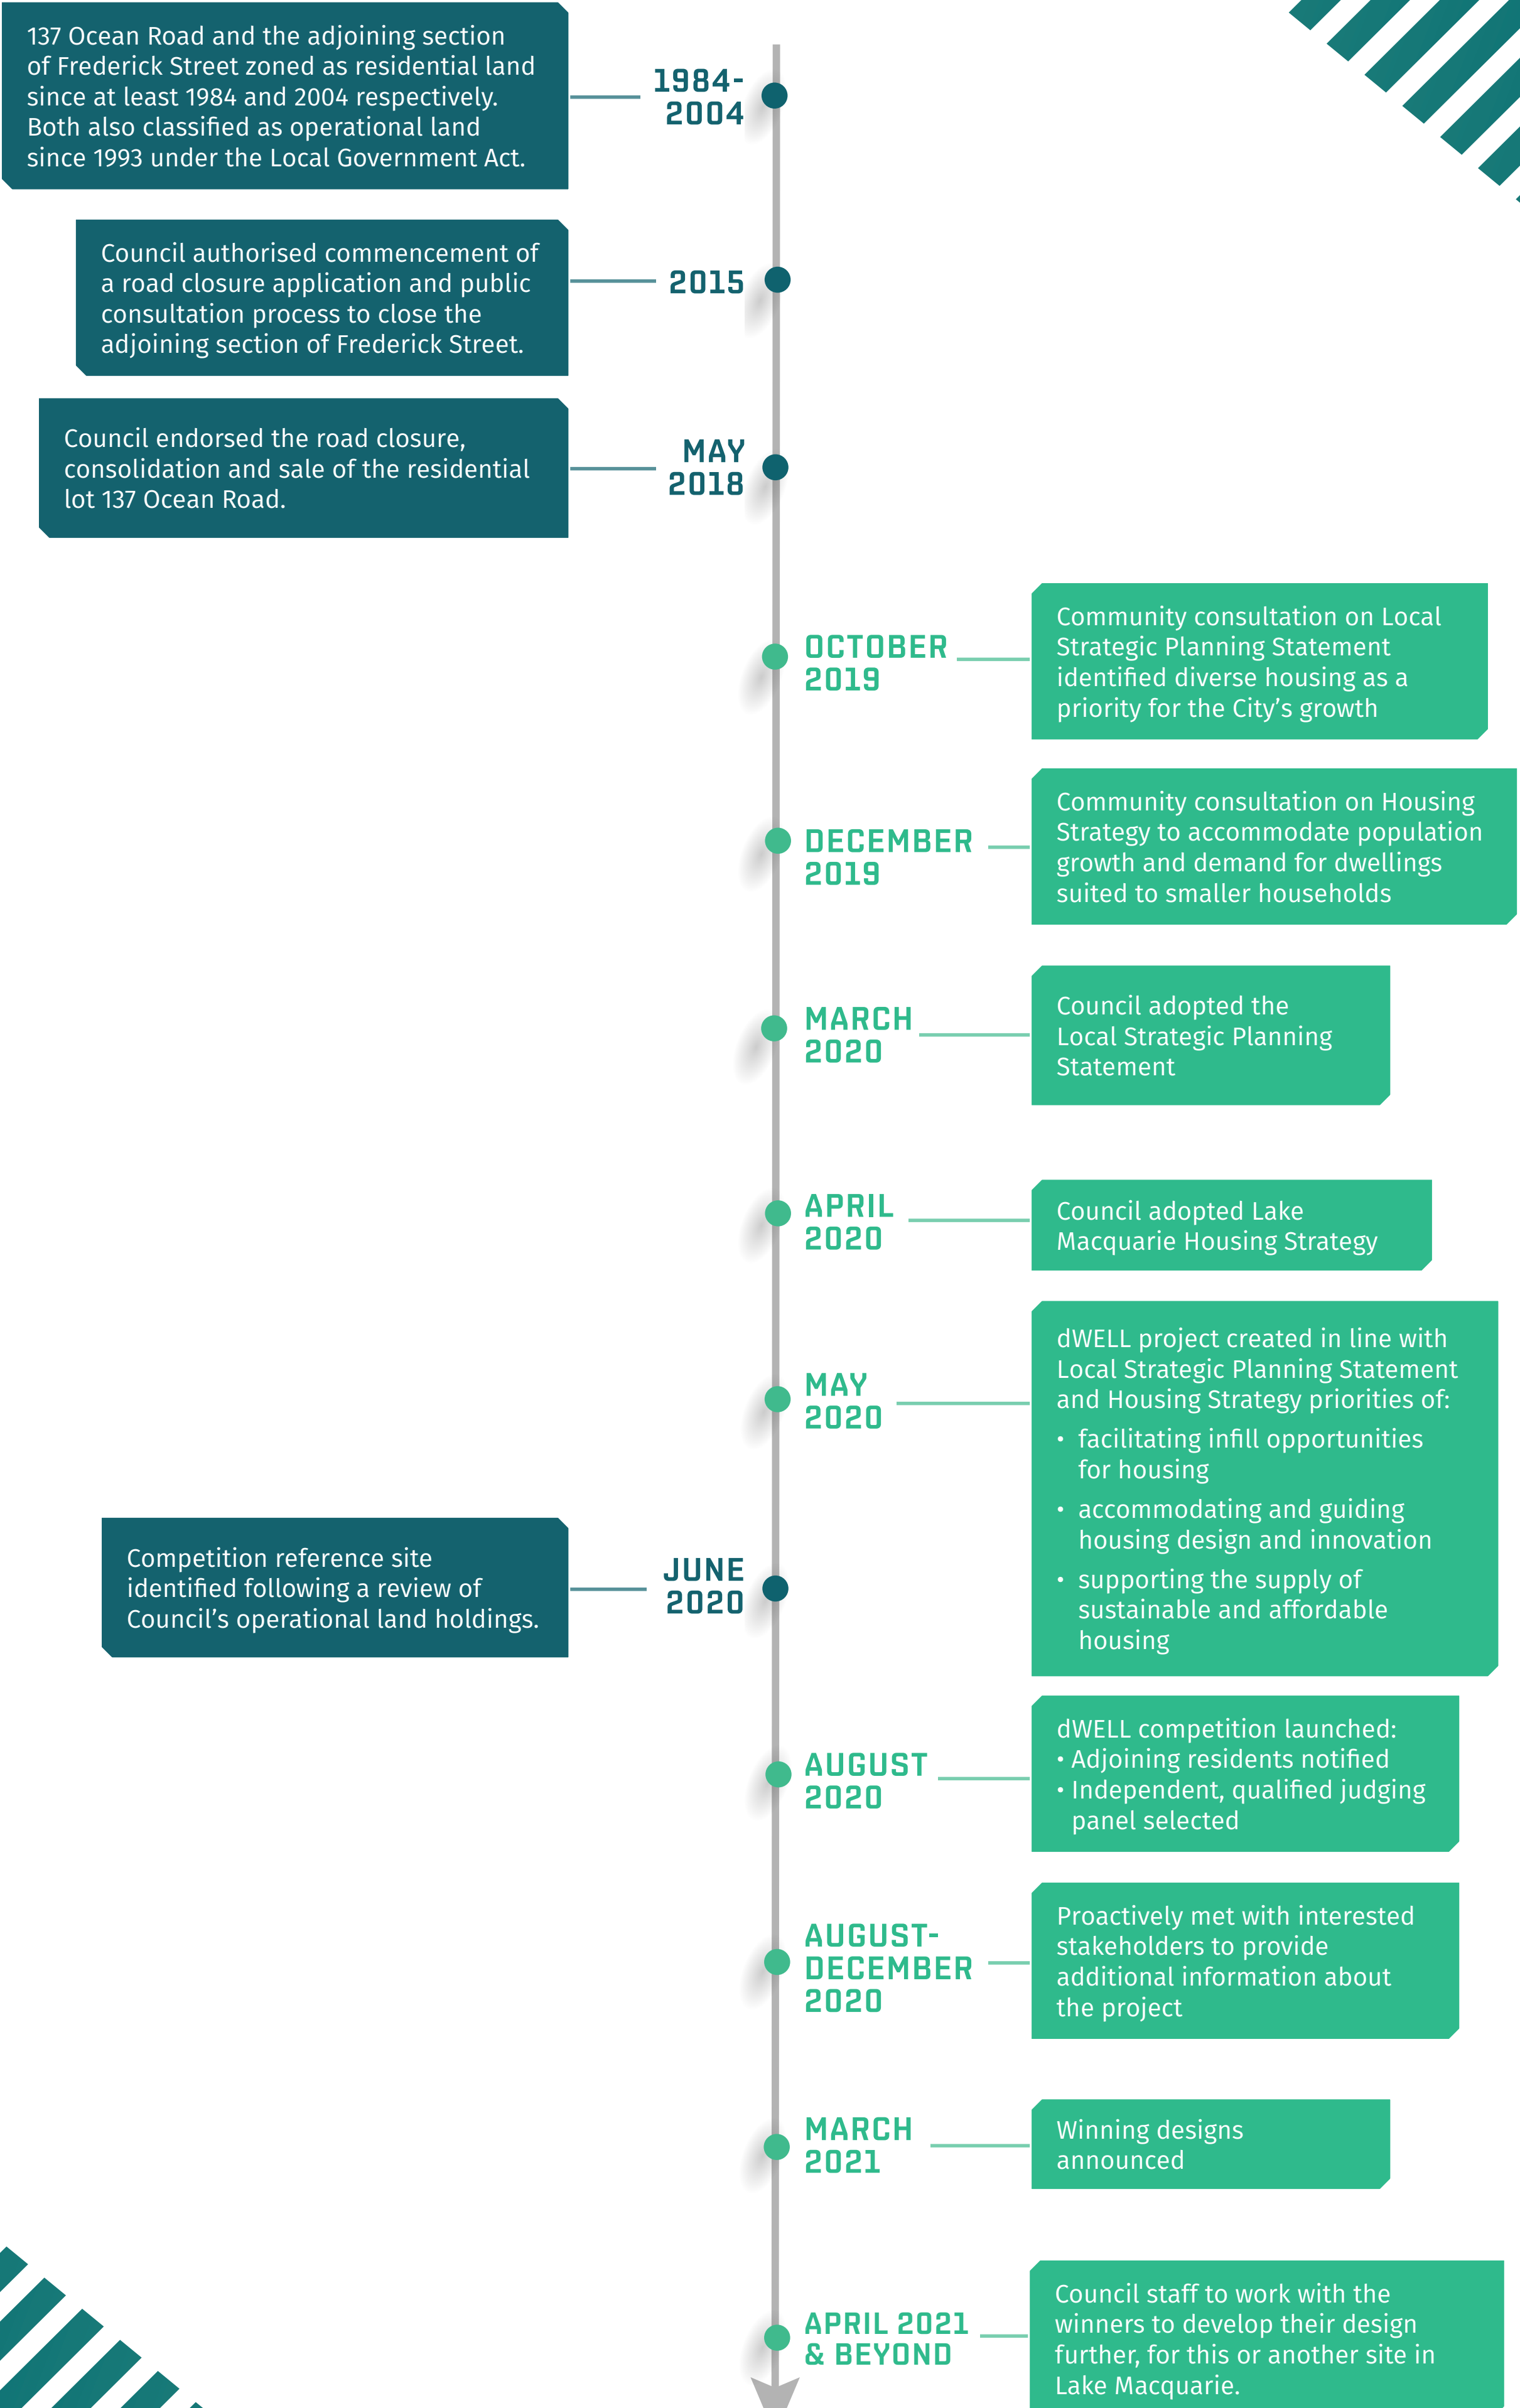 137 Ocean Road and the adjoining section
of Frederick Street zoned as residential land
since at least 1984 and 2004 respectively.
Both also classified as operational land
since 1993 under the Local Government Act.
1984-
2004
Council authorised commencement of
a road closure application and public
consultation process to close the
adjoining section of Frederick Street.
2015
Council endorsed the road closure,
consolidation and sale of the residential
lot 137 Ocean Road.
MAY
2018
OCTOBER
2019
Community consultation on Local
Strategic Planning Statement
identified diverse housing as a
priority for the City’s growth
DECEMBER
2019
Community consultation on Housing
Strategy to accommodate population
growth and demand for dwellings
suited to smaller households
MARCH
2020
Council adopted the
Local Strategic Planning
Statement
APRIL
2020
Council adopted Lake
Macquarie Housing Strategy
MAY
2020
dWELL project created in line with
Local Strategic Planning Statement
and Housing Strategy priorities of:
• facilitating infill opportunities
for housing
• accommodating and guiding
housing design and innovation
• supporting the supply of
sustainable and affordable
housing
Competition reference site
identified following a review of
Council’s operational land holdings.
JUNE
2020
AUGUST
2020
dWELL competition launched:
• Adjoining residents notified
• Independent, qualified judging
panel selected
AUGUST-
DECEMBER
2020
Proactively met with interested
stakeholders to provide
additional information about
the project
MARCH
2021
Winning designs
announced
APRIL 2021
& BEYOND
Council staff to work with the
winners to develop their design
further, for this or another site in
Lake Macquarie.